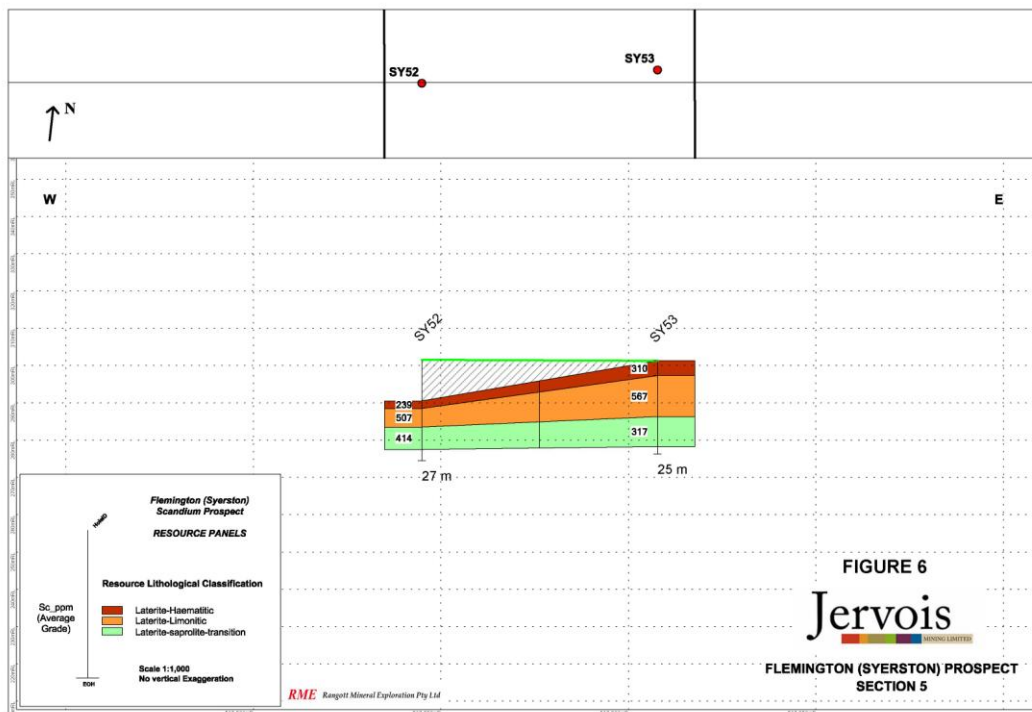 SY52
SY53
N
W
E
SY52
SY53
310
239
567
507
414
317
27 m
25 m
Flemington (Syerston)
Scandium Prospect
RESOURCE PANELS
HoleID
Resource Lithological Classification
Sc_ppm
(Average
Grade)
Laterite-Haematitic
Laterite-Limonitic
Laterite-saprolite-transition
Scale 1:1,000
No vertical Exaggeration
EOH
RME Rangott Mineral Exploration Pty Ltd
FIGURE 6
Jervois
MINING LIMITED
FLEMINGTON (SYERSTON) PROSPECT
SECTION 5